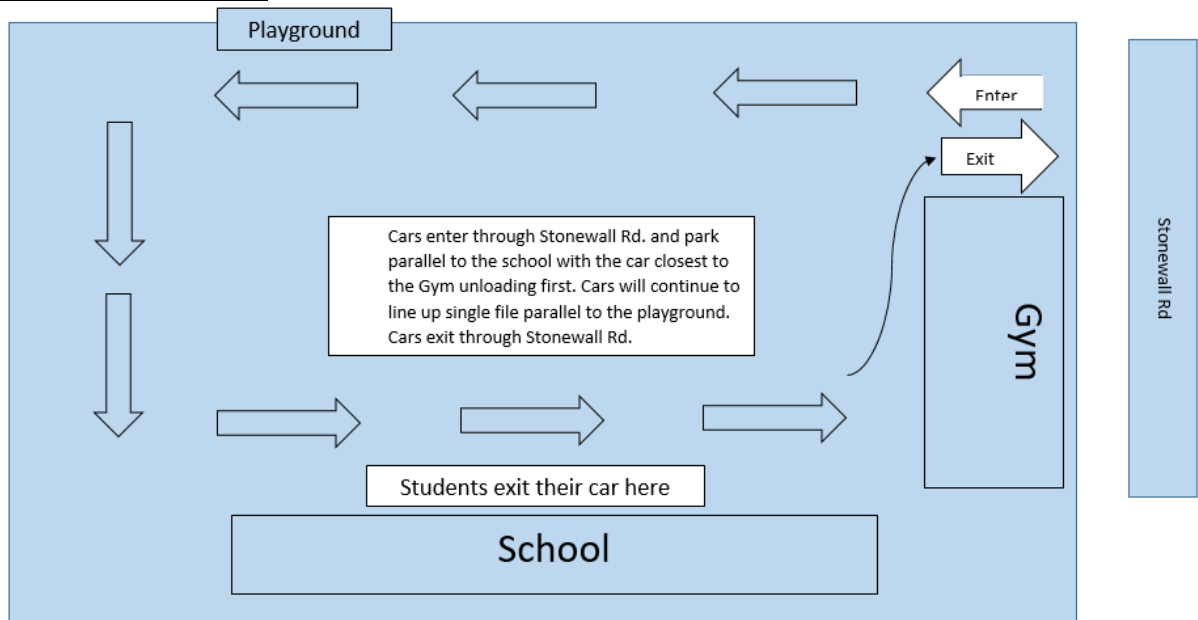 Playground
Enter
Exit
Cars enter through Stonewall Rd. and park
parallel to the school with the car closest to
the Gym unloading first. Cars will continue to
line up single file parallel to the playground.
Cars exit through Stonewall Rd.
Gym
Stonewall Rd
Students exit their car here
School